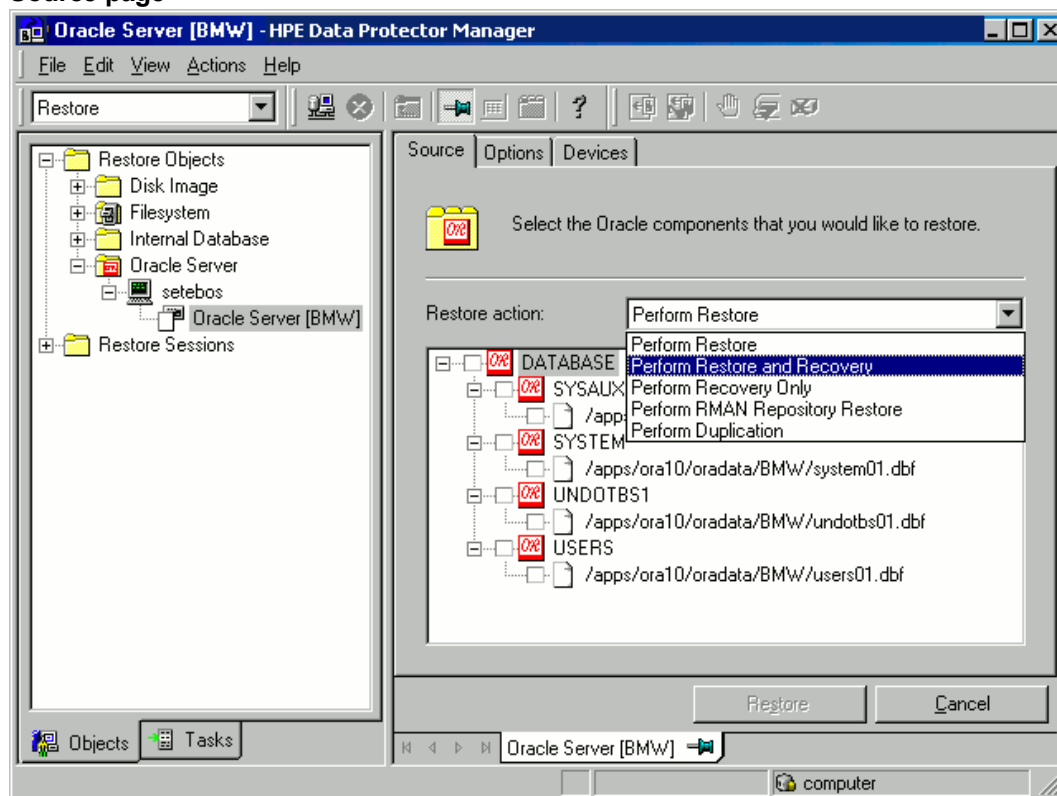 Source page
Oracle Server [BMW] - HPE Data Protector Manager
File Edit View Actions Help
Restore
Restore Objects
Disk Image
Filesystem
Internal Database
Oracle Server
setebos
Oracle Server [BMW]
Restore Sessions
Objects Tasks
Source Options Devices
Select the Oracle components that you would like to restore.
Restore action: Perform Restore
Perform Restore
Perform Restore and Recovery
Perform Recovery Only
Perform RMAN Repository Restore
Perform Duplication
DATABASE
SYSAUX
/app
SYSTEM
/apps/ora10/oradata/BMW/system01.dbf
UNDOTBS1
/apps/ora10/oradata/BMW/undotbs01.dbf
USERS
/apps/ora10/oradata/BMW/users01.dbf
Restore Cancel
Oracle Server [BMW]
computer